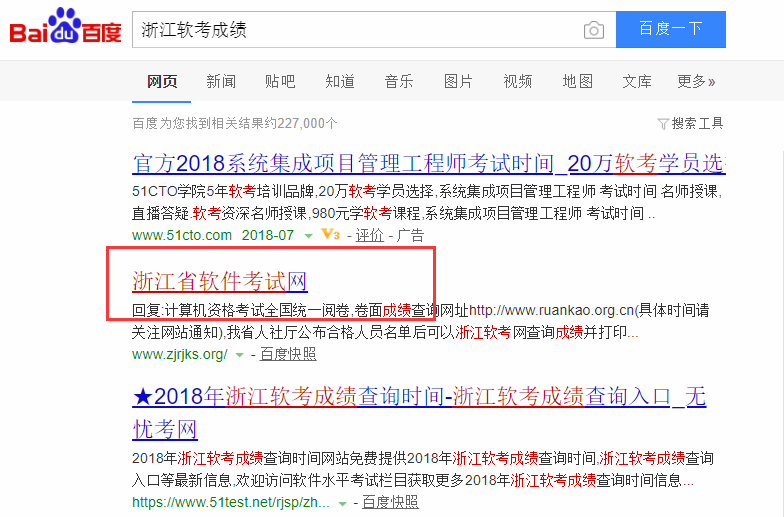 Bai du 百度 浙江软考成绩 百度一下
网页 新闻 贴吧 知道 音乐 图片 视频 地图 文库 更多»
百度为您找到相关结果约227,000个 搜索工具
官方2018系统集成项目管理工程师考试时间_20万软考学员选
51CTO学院5年软考培训品牌,20万软考学员选择,系统集成项目管理工程师 考试时间 名师授课,
直播答疑.软考资深名师授课,980元学软考课程,系统集成项目管理工程师 考试时间 ..
www.51cto.com 2018-07 V3 - 评价 - 广告
浙江省软件考试网
回复:计算机资格考试全国统一阅卷,卷面成绩查询网址http://www.ruankao.org.cn(具体时间请
关注网站通知),我省人社厅公布合格人员名单后可以浙江软考网查询成绩并打印...
www.zjrjks.org/ - 百度快照
★2018年浙江软考成绩查询时间-浙江软考成绩查询入口_无
忧考网
2018年浙江软考成绩查询时间网站免费提供2018年浙江软考成绩查询时间,浙江软考成绩查询
入口等最新信息,欢迎访问软件水平考试栏目获取更多2018年浙江软考成绩查询时间信息...
https://www.51test.net/rjsp/zh... - 百度快照